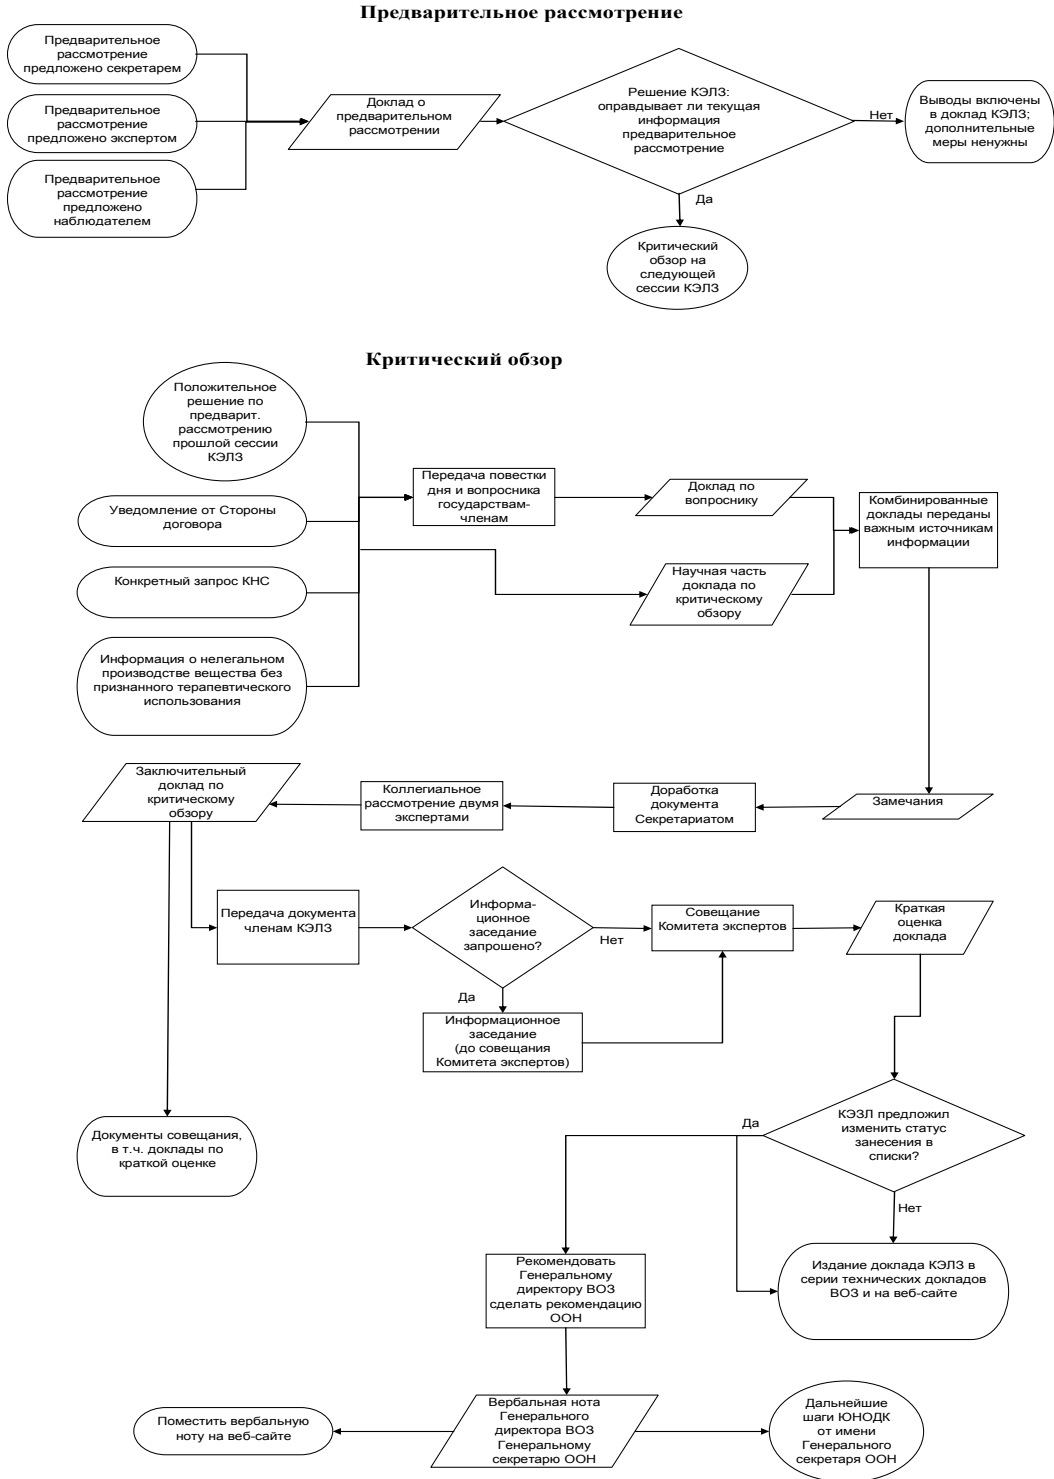 Предварительное рассмотрение
Предварительное
рассмотрение
предложено секретарем
Предварительное
рассмотрение
предложено экспертом
Предварительное
рассмотрение
предложено
наблюдателем
Доклад о
предварительном
рассмотрении
Решение КЭЛЗ:
оправдывает ли текущая
информация
предварительное
рассмотрение
Нет
Выводы включены
в доклад КЭЛЗ;
дополнительные
меры ненужны
Да
Критический
обзор на
следующей
сессии КЭЛЗ
Критический обзор
Положительное
решение по
предварит.
рассмотрению
прошлой сессии
КЭЛЗ
Уведомление от Стороны
договора
Конкретный запрос КНС
Информация о нелегальном
производстве вещества без
признанного терапевтического
использования
Передача повестки
дня и вопросника
государствам-
членам
Доклад по
вопроснику
Научная часть
доклада по
критическому
обзору
Комбинированные
доклады переданы
важным источникам
информации
Заключительный
доклад по
критическому
обзору
Коллегиальное
рассмотрение двумя
экспертами
Доработка
документа
Секретариатом
Замечания
Передача документа
членам КЭЛЗ
Информа-
ционное
заседание
запрошено?
Нет
Да
Совещание
Комитета экспертов
Краткая
оценка
доклада
Информационное
заседание
(до совещания
Комитета экспертов)
Документы совещания,
в т.ч. доклады по
краткой оценке
КЭЗЛ предложил
изменить статус
занесения в
списки?
Да
Нет
Рекомендовать
Генеральному
директору ВОЗ
сделать рекомендацию
ООН
Издание доклада КЭЛЗ в
серии технических докладов
ВОЗ и на веб-сайте
Поместить вербальную
ноту на веб-сайте
Вербальная нота
Генерального
директора ВОЗ
Генеральному
секретарю ООН
Дальнейшие
шаги ЮНОДК
от имени
Генерального
секретаря ООН